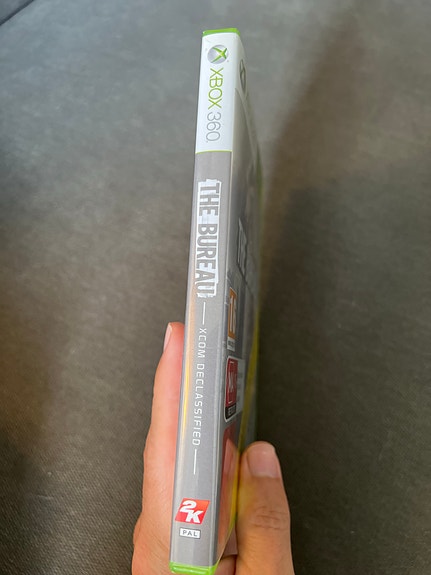 XBOX 360
THE BUREAU
XCOM DECLASSIFIED
2K
PAL